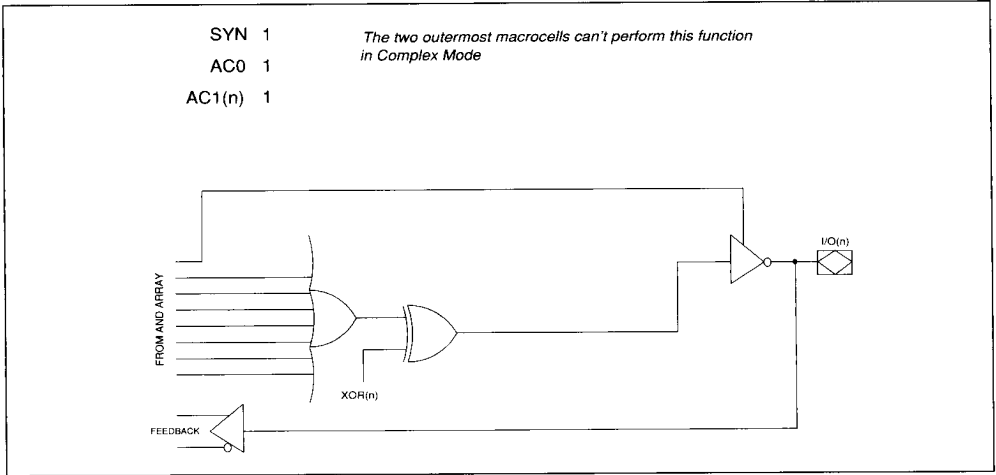 SYN 1
The two outermost macrocells can't perform this function
in Complex Mode
AC0 1
AC1(n) 1
I/O(n)
FROM AND ARRAY
XOR(n)
FEEDBACK